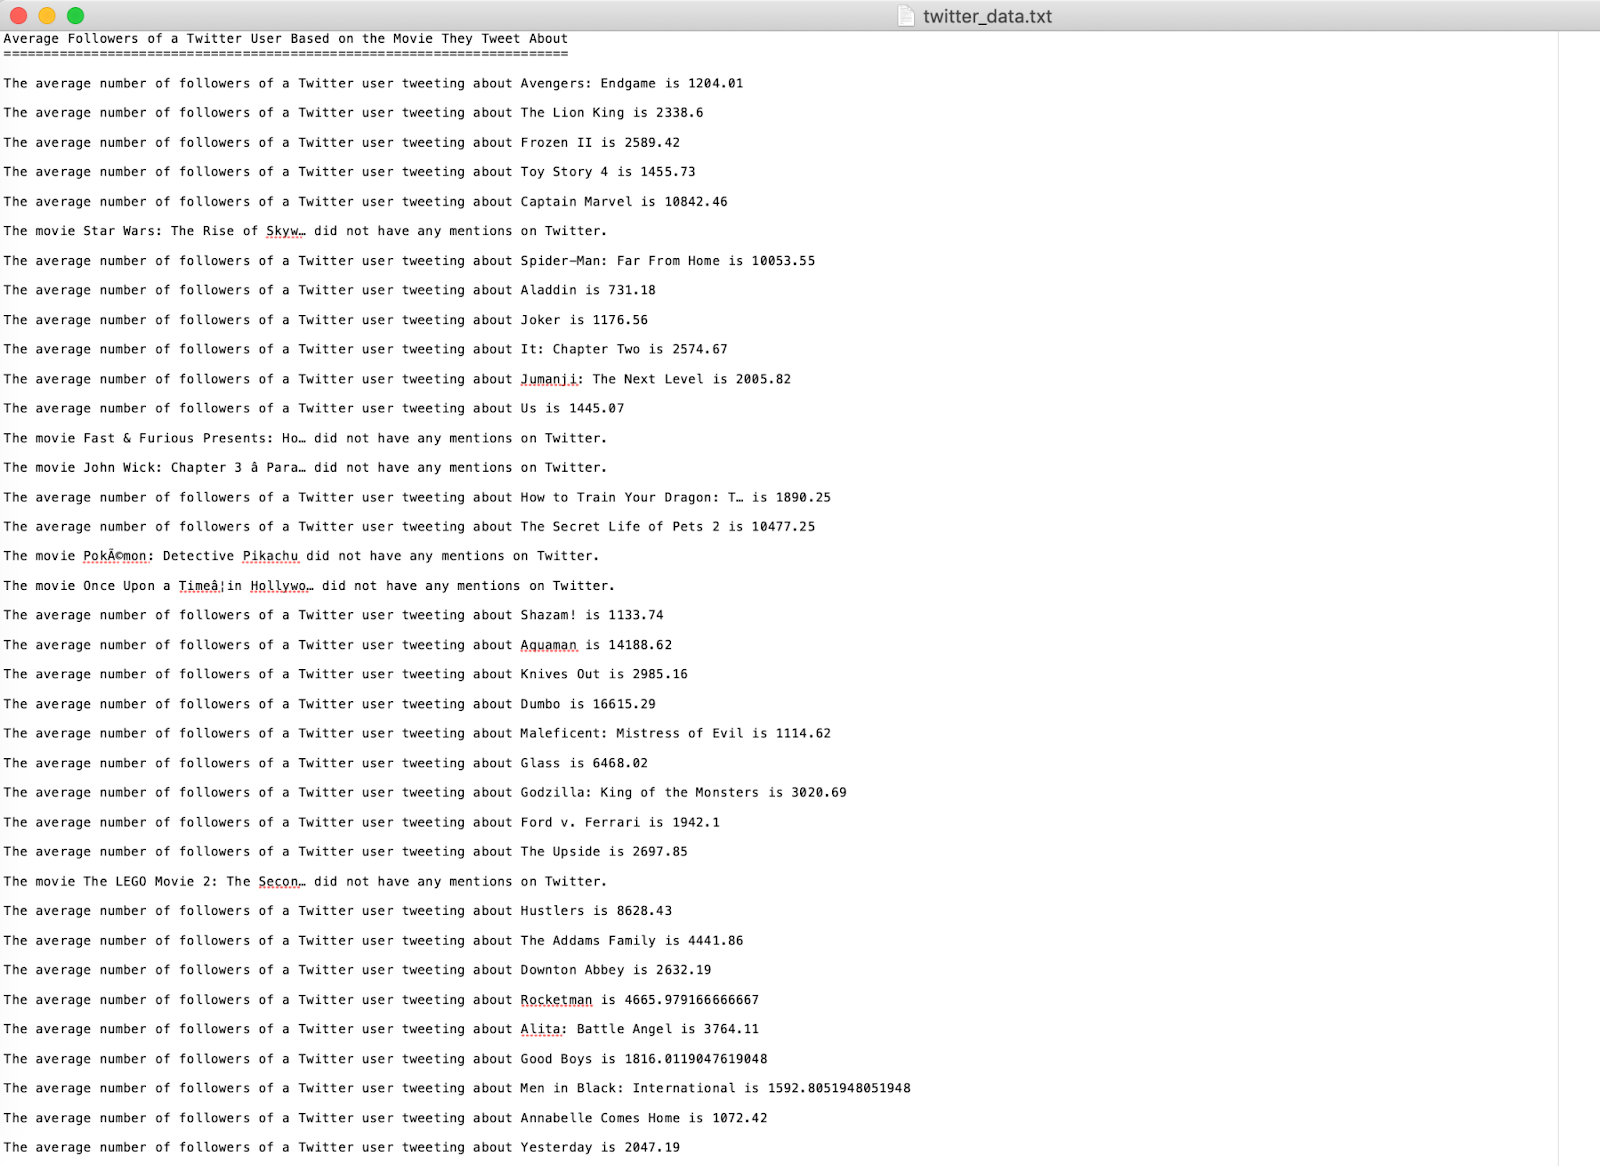 twitter_data.txt
Average Followers of a Twitter User Based on the Movie They Tweet About
=======================================================================
The average number of followers of a Twitter user tweeting about Avengers: Endgame is 1204.01
The average number of followers of a Twitter user tweeting about The Lion King is 2338.6
The average number of followers of a Twitter user tweeting about Frozen II is 2589.42
The average number of followers of a Twitter user tweeting about Toy Story 4 is 1455.73
The average number of followers of a Twitter user tweeting about Captain Marvel is 10842.46
The movie Star Wars: The Rise of Skyw… did not have any mentions on Twitter.
The average number of followers of a Twitter user tweeting about Spider-Man: Far From Home is 10053.55
The average number of followers of a Twitter user tweeting about Aladdin is 731.18
The average number of followers of a Twitter user tweeting about Joker is 1176.56
The average number of followers of a Twitter user tweeting about It: Chapter Two is 2574.67
The average number of followers of a Twitter user tweeting about Jumanji: The Next Level is 2005.82
The average number of followers of a Twitter user tweeting about Us is 1445.07
The movie Fast & Furious Presents: Ho… did not have any mentions on Twitter.
The movie John Wick: Chapter 3 â Para… did not have any mentions on Twitter.
The average number of followers of a Twitter user tweeting about How to Train Your Dragon: T… is 1890.25
The average number of followers of a Twitter user tweeting about The Secret Life of Pets 2 is 10477.25
The movie PokÃ©mon: Detective Pikachu did not have any mentions on Twitter.
The movie Once Upon a Timeâ¦in Hollywo… did not have any mentions on Twitter.
The average number of followers of a Twitter user tweeting about Shazam! is 1133.74
The average number of followers of a Twitter user tweeting about Aquaman is 14188.62
The average number of followers of a Twitter user tweeting about Knives Out is 2985.16
The average number of followers of a Twitter user tweeting about Dumbo is 16615.29
The average number of followers of a Twitter user tweeting about Maleficent: Mistress of Evil is 1114.62
The average number of followers of a Twitter user tweeting about Glass is 6468.02
The average number of followers of a Twitter user tweeting about Godzilla: King of the Monsters is 3020.69
The average number of followers of a Twitter user tweeting about Ford v. Ferrari is 1942.1
The average number of followers of a Twitter user tweeting about The Upside is 2697.85
The movie The LEGO Movie 2: The Secon… did not have any mentions on Twitter.
The average number of followers of a Twitter user tweeting about Hustlers is 8628.43
The average number of followers of a Twitter user tweeting about The Addams Family is 4441.86
The average number of followers of a Twitter user tweeting about Downton Abbey is 2632.19
The average number of followers of a Twitter user tweeting about Rocketman is 4665.979166666667
The average number of followers of a Twitter user tweeting about Alita: Battle Angel is 3764.11
The average number of followers of a Twitter user tweeting about Good Boys is 1816.0119047619048
The average number of followers of a Twitter user tweeting about Men in Black: International is 1592.8051948051948
The average number of followers of a Twitter user tweeting about Annabelle Comes Home is 1072.42
The average number of followers of a Twitter user tweeting about Yesterday is 2047.19